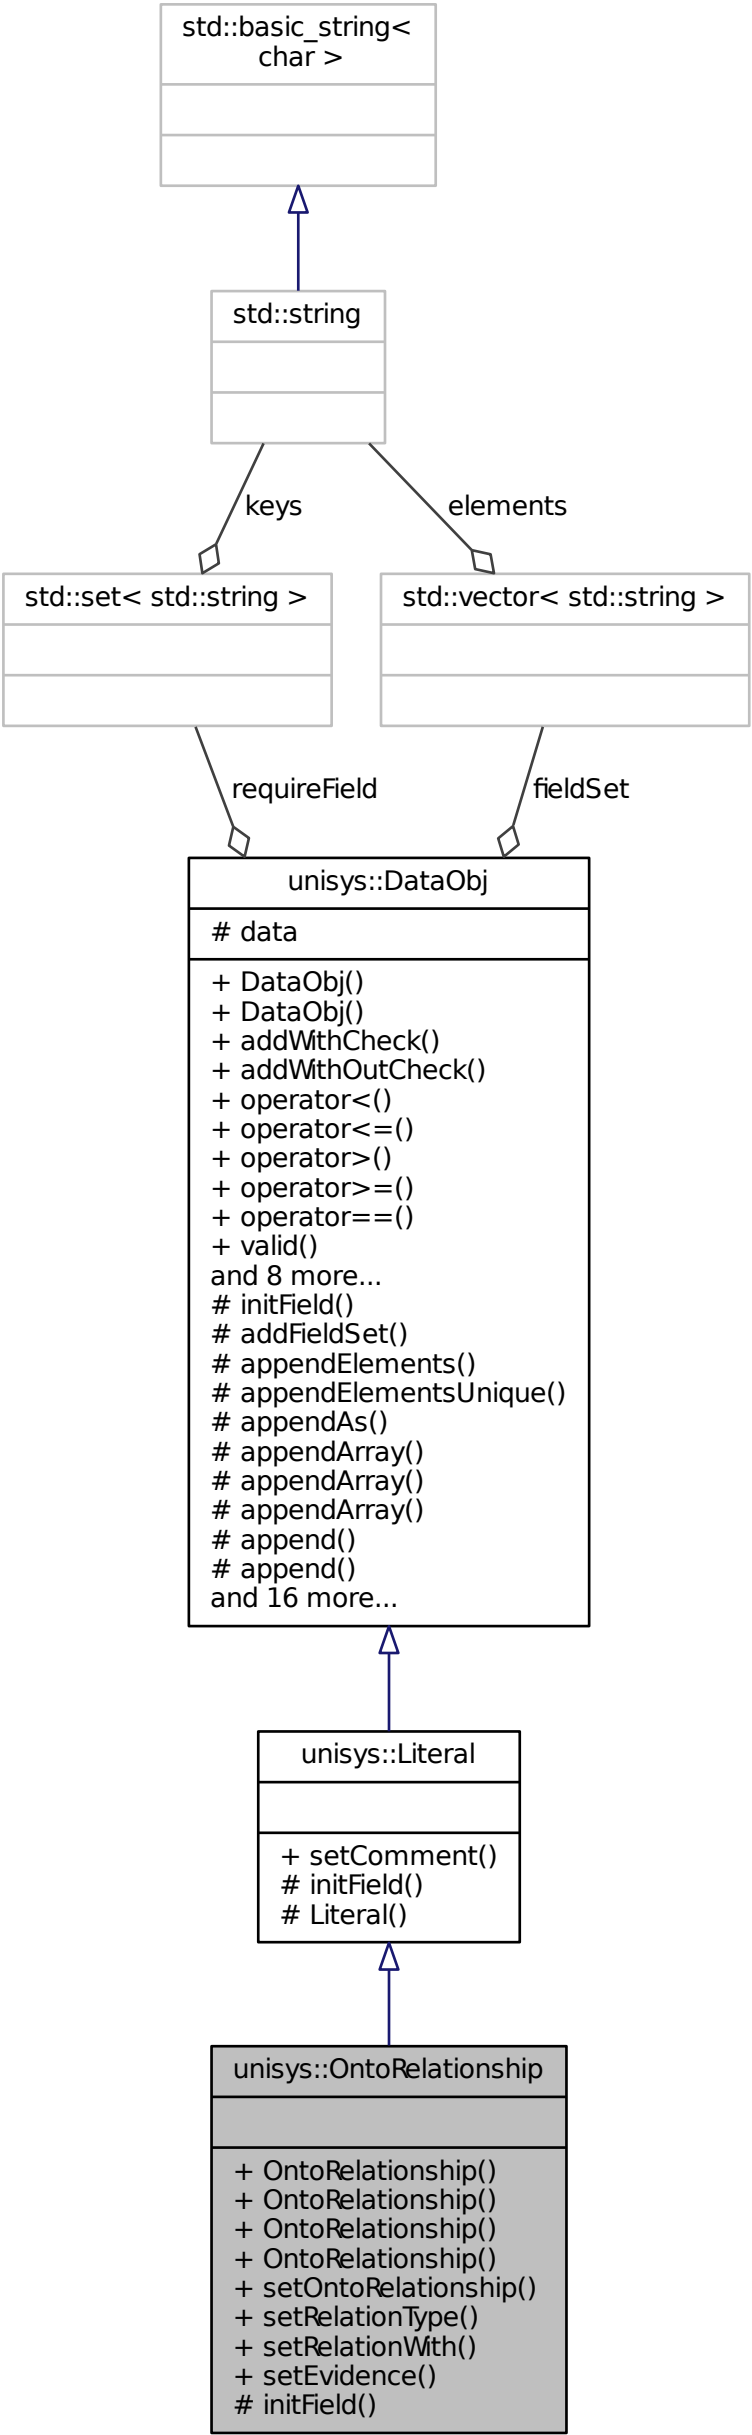 std::basic_string<
char >
std::string
keys
elements
std::set< std::string >
std::vector< std::string >
requireField
fieldSet
unisys::DataObj
# data
+ DataObj()
+ DataObj()
+ addWithCheck()
+ addWithOutCheck()
+ operator<()
+ operator<=()
+ operator>()
+ operator>=()
+ operator==()
+ valid()
and 8 more...
# initField()
# addFieldSet()
# appendElements()
# appendElementsUnique()
# appendAs()
# appendArray()
# appendArray()
# appendArray()
# append()
# append()
and 16 more...
unisys::Literal
+ setComment()
# initField()
# Literal()
unisys::OntoRelationship
+ OntoRelationship()
+ OntoRelationship()
+ OntoRelationship()
+ OntoRelationship()
+ setOntoRelationship()
+ setRelationType()
+ setRelationWith()
+ setEvidence()
# initField()